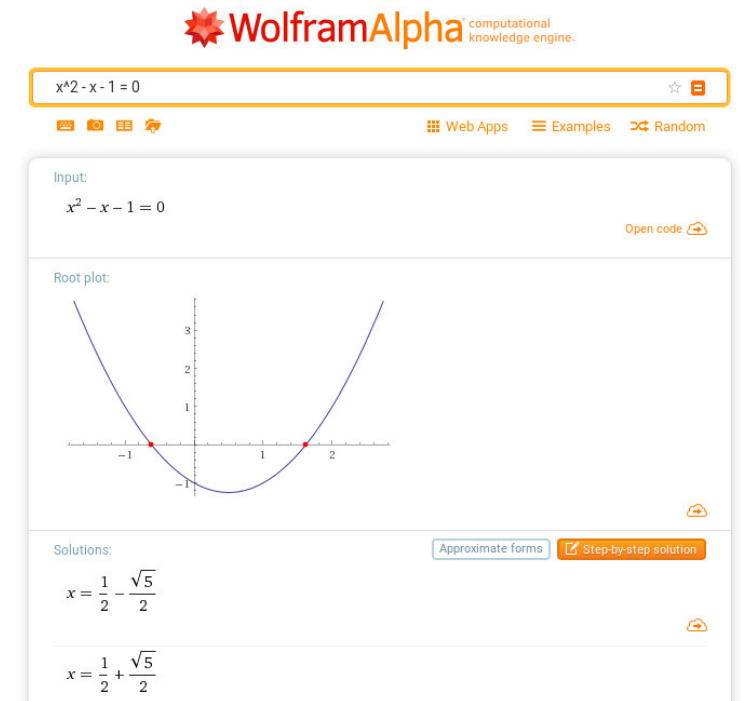 WolframAlpha computational
knowledge engine.
x^2 - x - 1 = 0
Web Apps Examples Random
Input:
x² − x − 1 = 0
Open code
Root plot:
3
2
1
−1 1 2
−1
Solutions:
Approximate forms Step-by-step solution
x = 1/2 − √5/2
x = 1/2 + √5/2